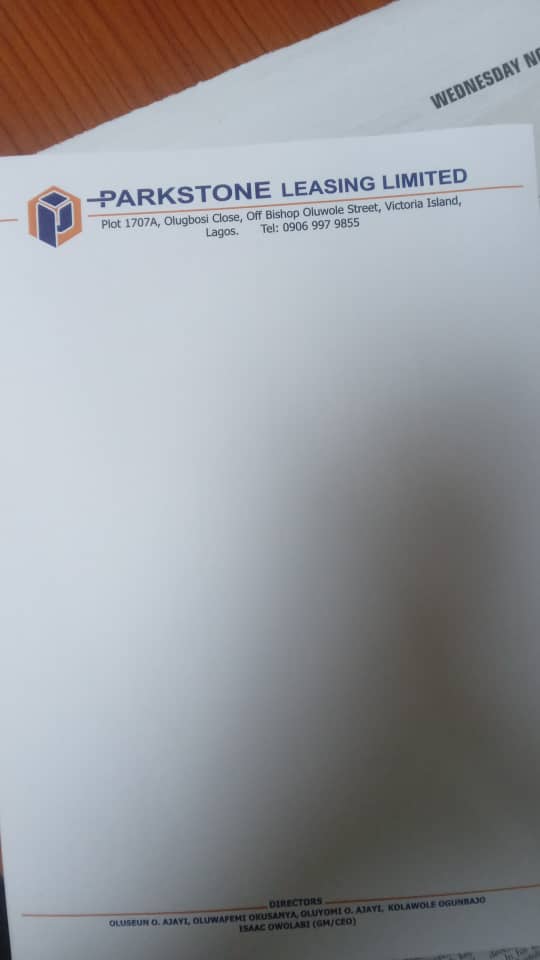 WEDNESDAY
PARKSTONE LEASING LIMITED
Plot 1707A, Olugbosi Close, Off Bishop Oluwole Street, Victoria Island,
Lagos. Tel: 0906 997 9855
DIRECTORS
OLUSEUN O. AJAYI, OLUWAFEMI OKUSANYA, OLUYOMI O. AJAYI, KOLAWOLE OGUNBAJO
ISAAC OWOLABI (GM/CEO)